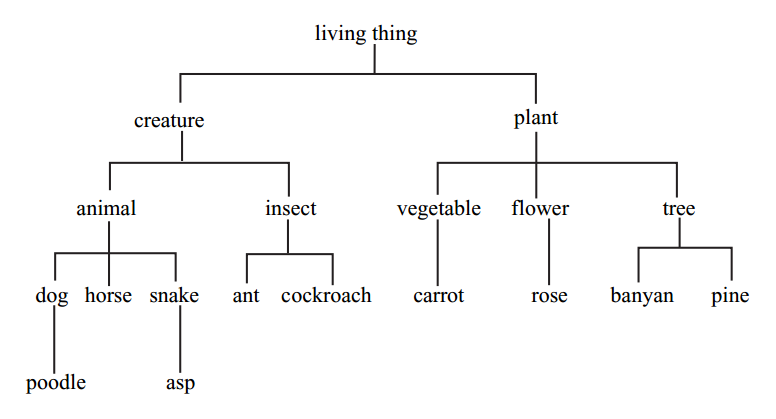 living thing
creature plant
animal insect vegetable flower tree
dog horse snake ant cockroach carrot rose banyan pine
poodle asp